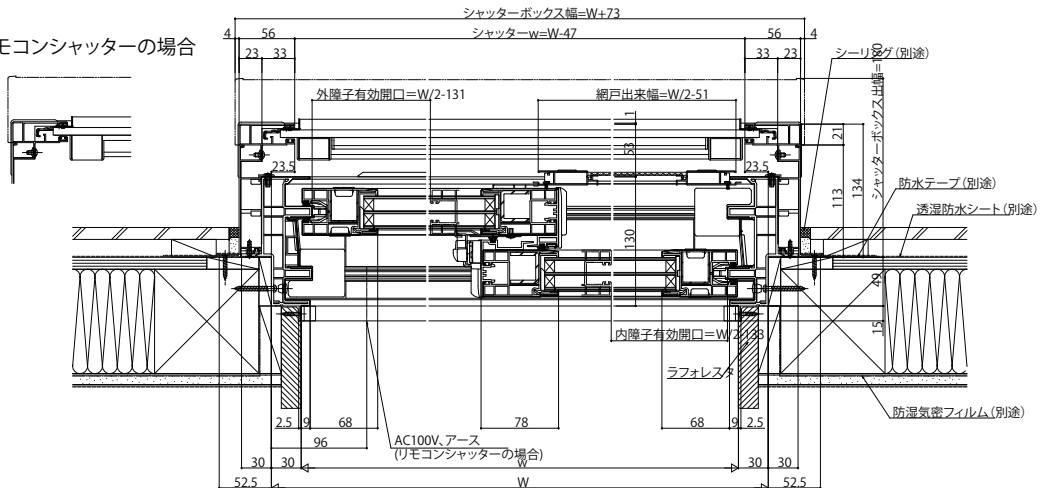 シャッターボックス幅=W+73
4 56 シャッターw=W-47 56 4
モコンシャッターの場合
23 33 33 23
シーリング(別途)
外障子有効開口=W/2-131
網戸出来幅=W/2-51
シャッターボックス出幅=180
1
53
21
134
113
23.5 23.5
防水テープ(別途)
透湿防水シート(別途)
130
49
15
内障子有効開口=W/2-133
ラフォレスタ
防湿気密フィルム(別途)
2.5 9 68 78 68 9 2.5
96
AC100V、アース
(リモコンシャッターの場合)
30 30 w 30 30
52.5 W 52.5